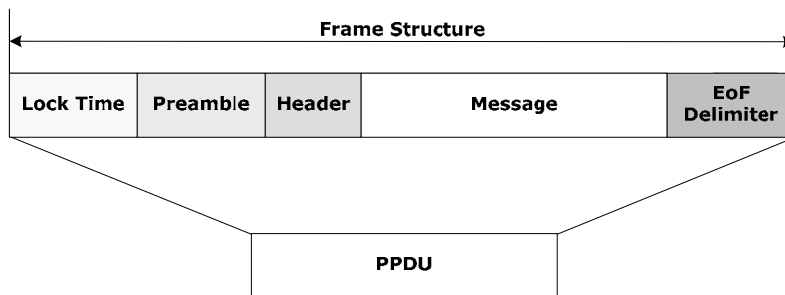 Frame Structure
Lock Time
Preamble
Header
Message
EoF
Delimiter
PPDU